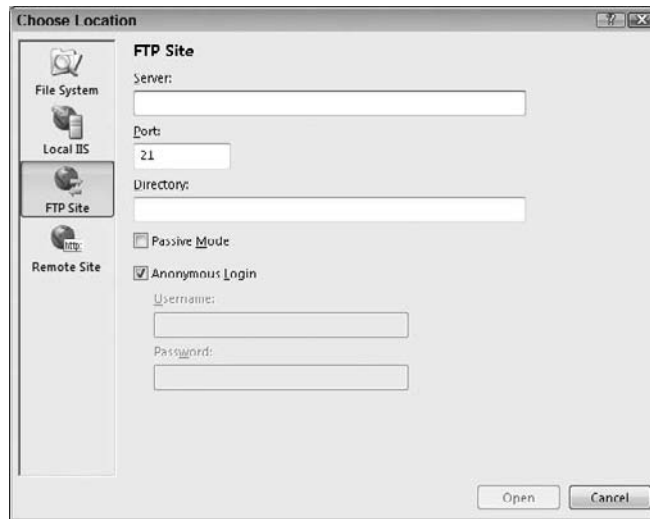 Choose Location
File System
Local IIS
FTP Site
http:
Remote Site
FTP Site
Server:
Port:
21
Directory:
Passive Mode
Anonymous Login
Username:
Password:
Open
Cancel